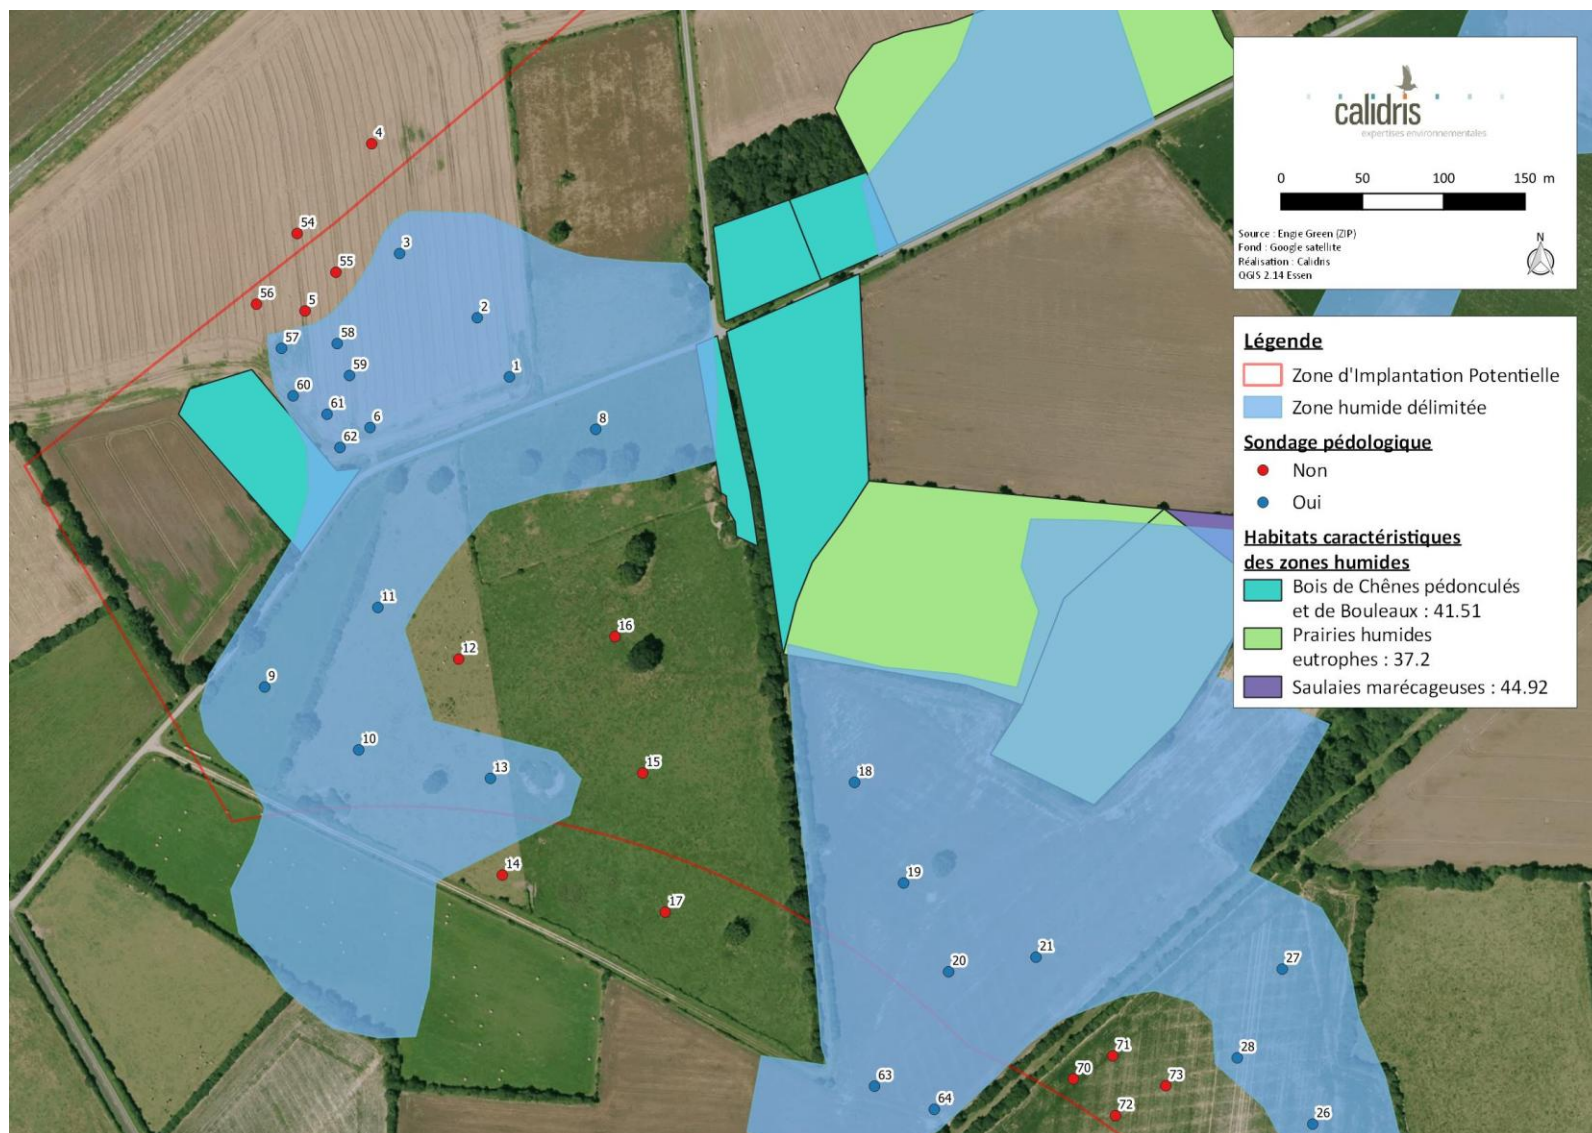 calidris
expertises environnementales
0 50 100 150 m
Source : Engie Green (ZIP)
Fond : Google satellite
Réalisation : Calidris
QGIS 2.14 Essen
N
Légende
Zone d'Implantation Potentielle
Zone humide délimitée
Sondage pédologique
Non
Oui
Habitats caractéristiques
des zones humides
Bois de Chênes pédonculés
et de Bouleaux : 41.51
Prairies humides
eutrophes : 37.2
Saulaies marécageuses : 44.92
4
54
3
55
56
5
2
57
58
59
1
60
61
6
8
62
11
16
12
9
10
13
15
18
14
19
17
21
20
27
71
28
70
73
63
64
72
26